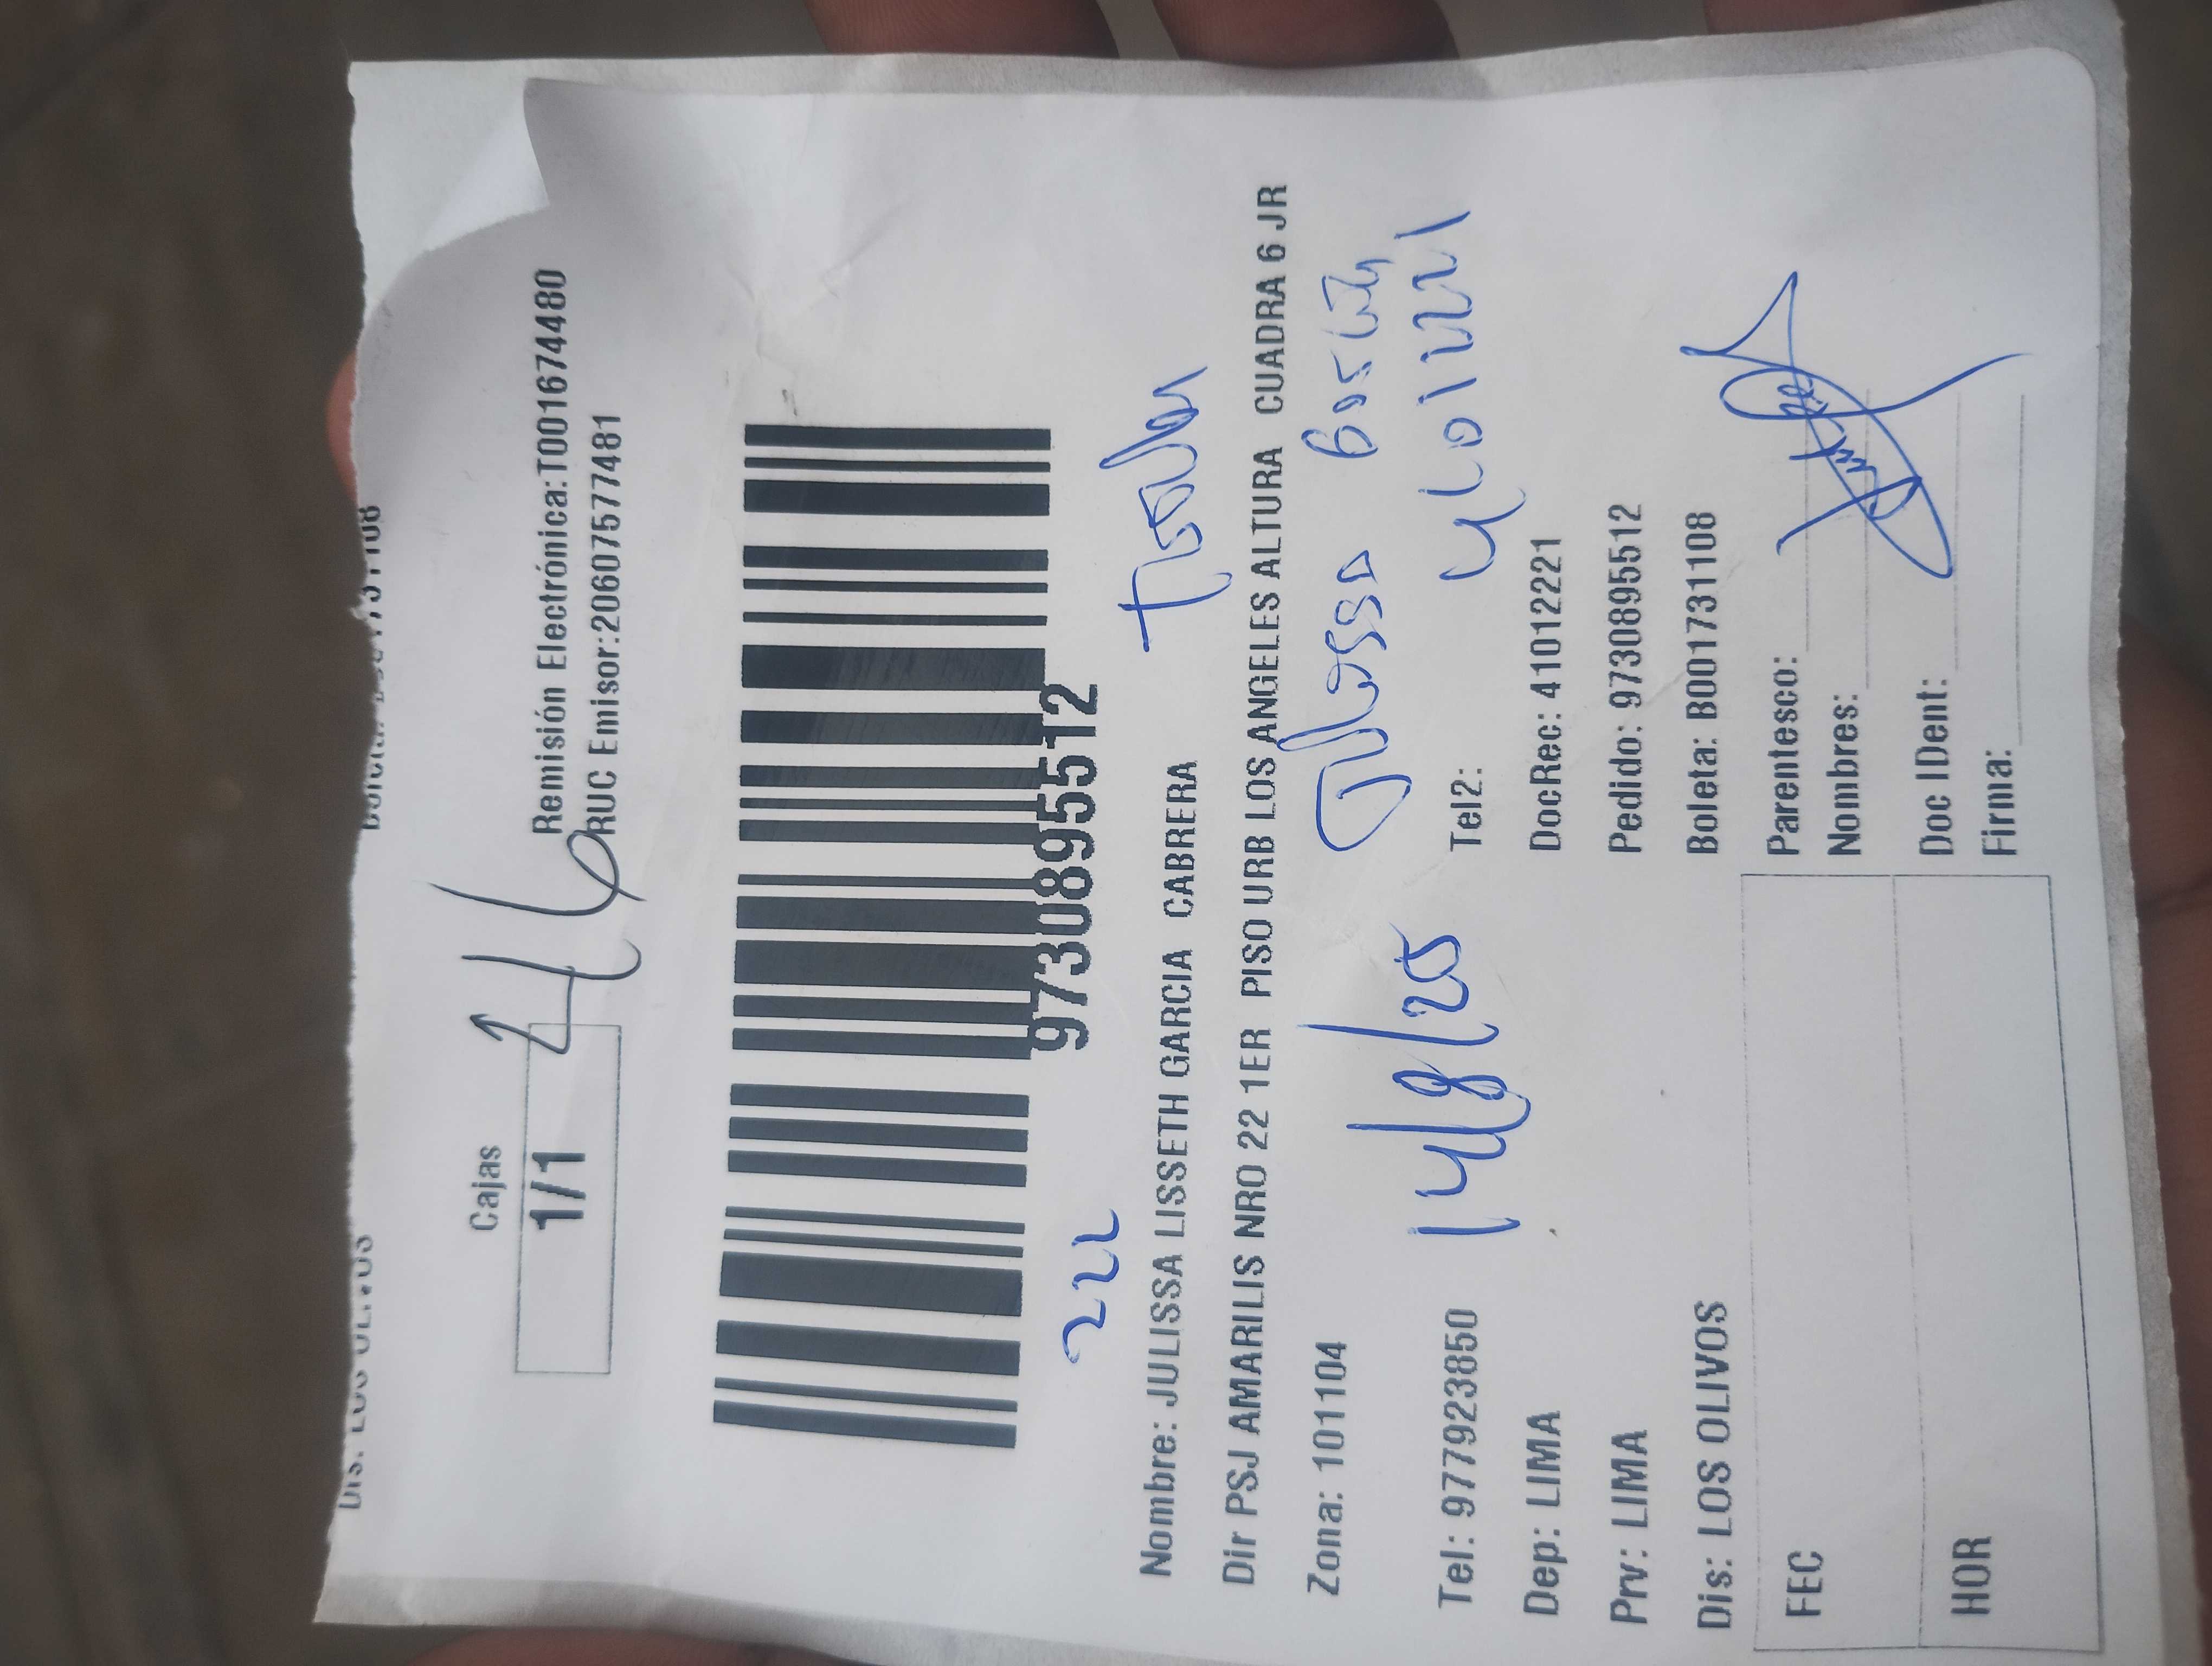 Cajas
1/1
Remisión Electrónica:T001674480
RUC Emisor:20607577481
9730895512
222
Nombre: JULISSA LISSETH GARCIA CABRERA
Dir PSJ AMARILIS NRO 22 1ER PISO URB LOS ANGELES ALTURA CUADRA 6 JR
Zona: 101104
14/8/25
41012221
Tel: 977923850 Tel2:
Dep: LIMA DocRec: 41012221
Prv: LIMA Pedido: 9730895512
Dis: LOS OLIVOS Boleta: B001731108
FEC
HOR
Parentesco:
Nombres:
Doc IDent:
Firma: